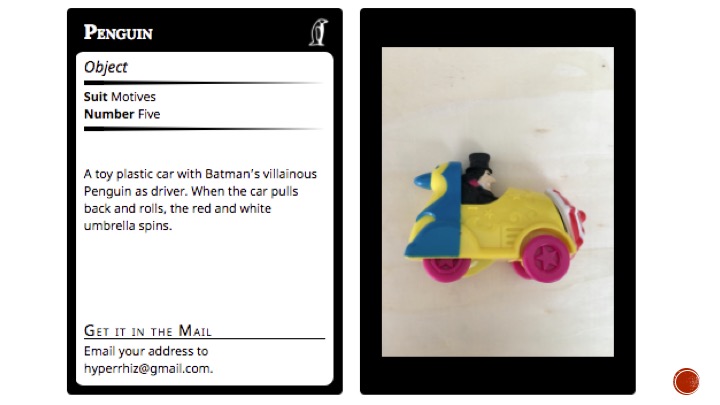 PENGUIN
Object
Suit Motives
Number Five
A toy plastic car with Batman's villainous
Penguin as driver. When the car pulls
back and rolls, the red and white
umbrella spins.
GET IT IN THE MAIL
Email your address to
hyperrhiz@gmail.com.